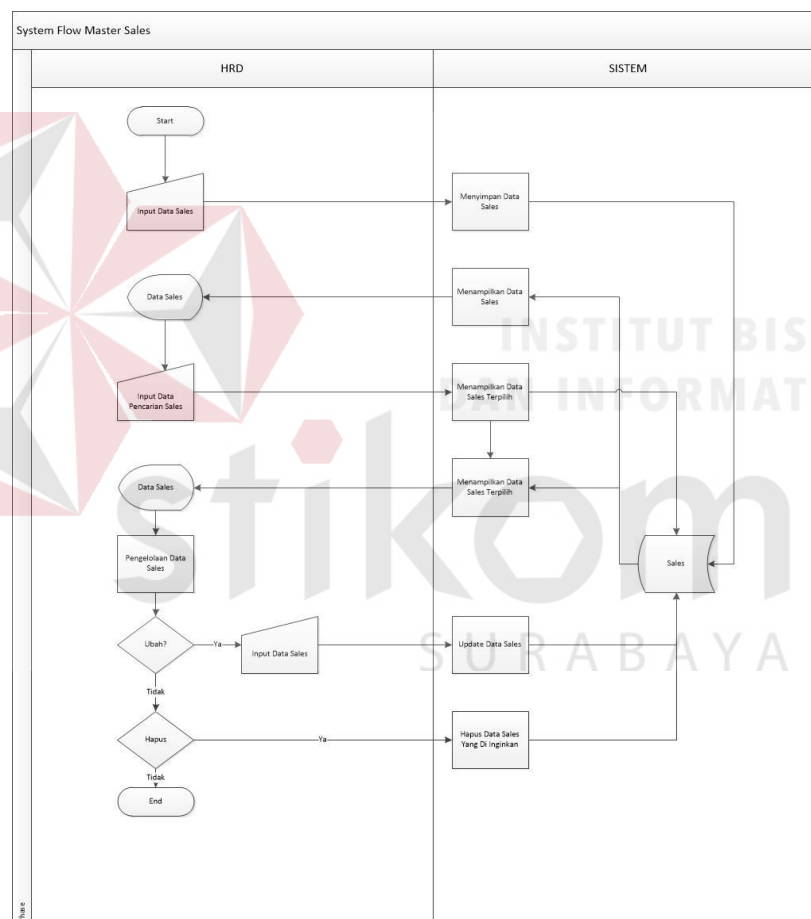 System Flow Master Sales
HRD
SISTEM
Start
Input Data Sales
Menyimpan Data
Sales
Data Sales
Menampilkan Data
Sales
INSTITUT BIS
DAN INFORMAT
Input Data
Pencarian Sales
Menampilkan Data
Sales Terpilih
Data Sales
Menampilkan Data
Sales Terpilih
stikom
Pengelolaan Data
Sales
Sales
Ubah?
Ya
Input Data Sales
Update Data Sales
SURABAYA
Tidak
Hapus
Ya
Hapus Data Sales
Yang Di Inginkan
Tidak
End